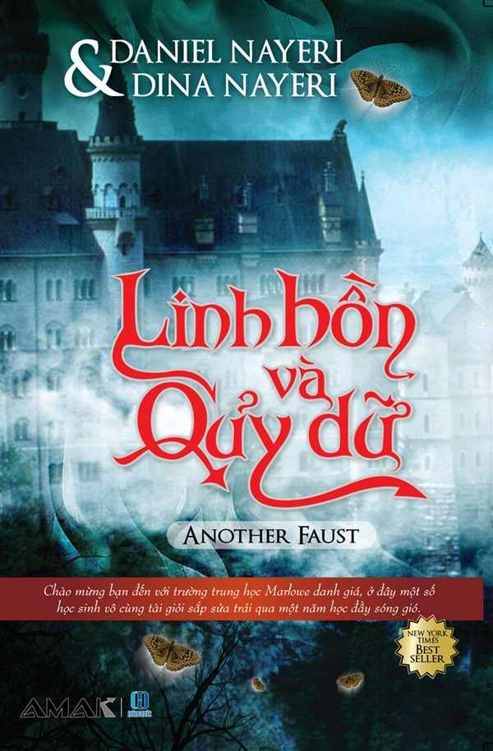 DANIEL NAYERI
& DINA NAYERI
Linh hồn
và
Quỷ dữ
ANOTHER FAUST
Chào mừng bạn đến với trường trung học Marlowe danh giá, ở đây một số
học sinh vô cùng tài giỏi sắp sửa trải qua một năm học đầy sóng gió.
NEW YORK
TIMES
BEST
SELLER
AMAK